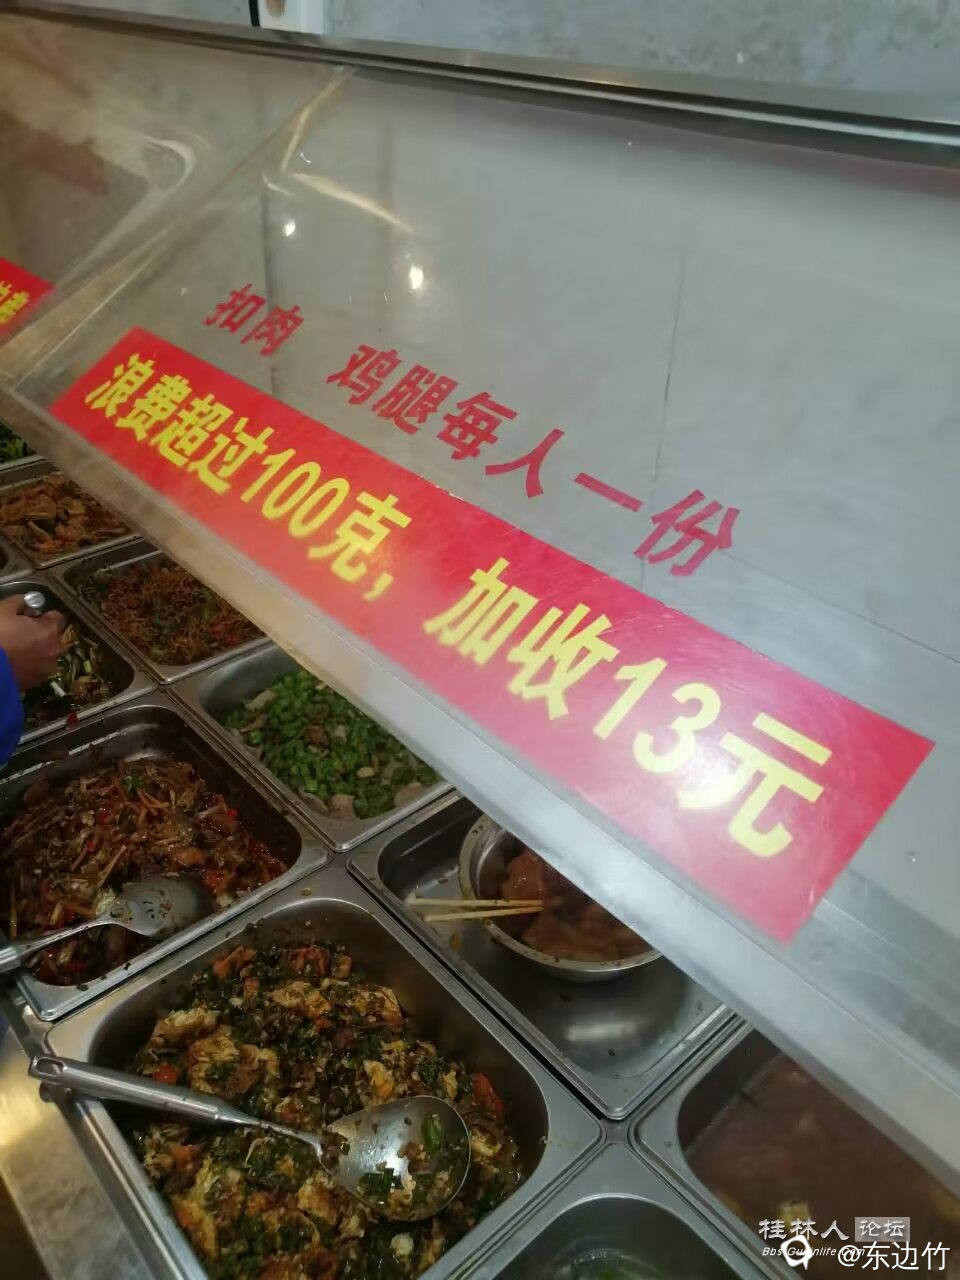 扣肉 鸡腿每人一份
浪费超过100克，加收13元
桂林人论坛
@东边竹